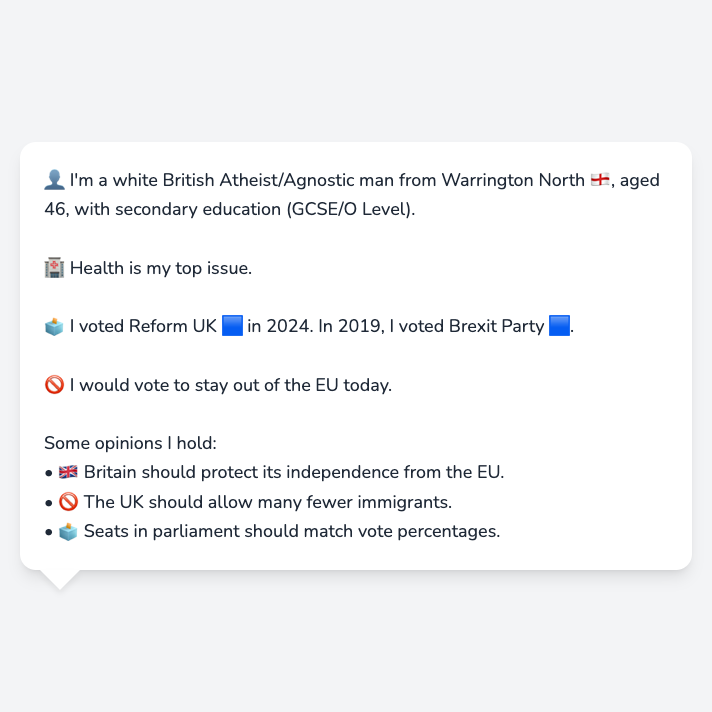 👤 I'm a white British Atheist/Agnostic man from Warrington North 🏴󠁧󠁢󠁥󠁮󠁧󠁿, aged
46, with secondary education (GCSE/O Level).
🏥 Health is my top issue.
🗳️ I voted Reform UK 🟦 in 2024. In 2019, I voted Brexit Party 🟦.
🚫 I would vote to stay out of the EU today.
Some opinions I hold:
• 🇬🇧 Britain should protect its independence from the EU.
• 🚫 The UK should allow many fewer immigrants.
• 🗳️ Seats in parliament should match vote percentages.